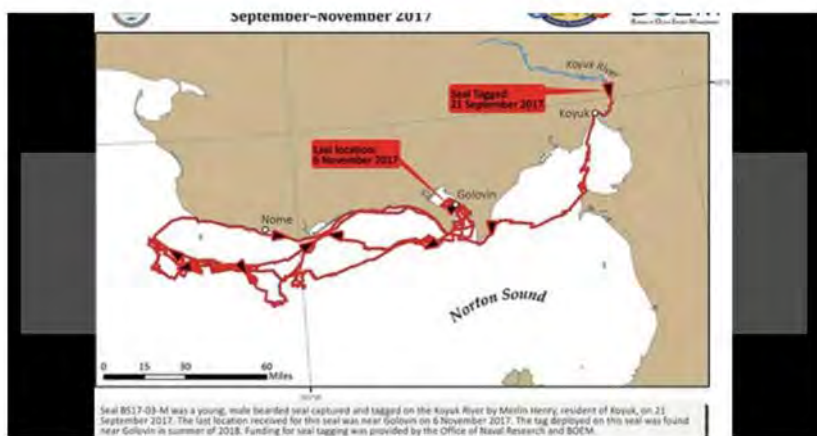 September–November 2017
Koyuk River
Seal Tagged:
21 September 2017
Koyuk
Last location:
6 November 2017
Golovin
Nome
Norton Sound
0 15 30 60
Miles
Seal BS17-03-M was a young, male bearded seal captured and tagged on the Koyuk River by Merlin Henry, resident of Koyuk, on 21
September 2017. The last location received for this seal was near Golovin on 6 November 2017. The tag deployed on this seal was found
near Golovin in summer of 2018. Funding for seal tagging was provided by the Office of Naval Research and BOEM.